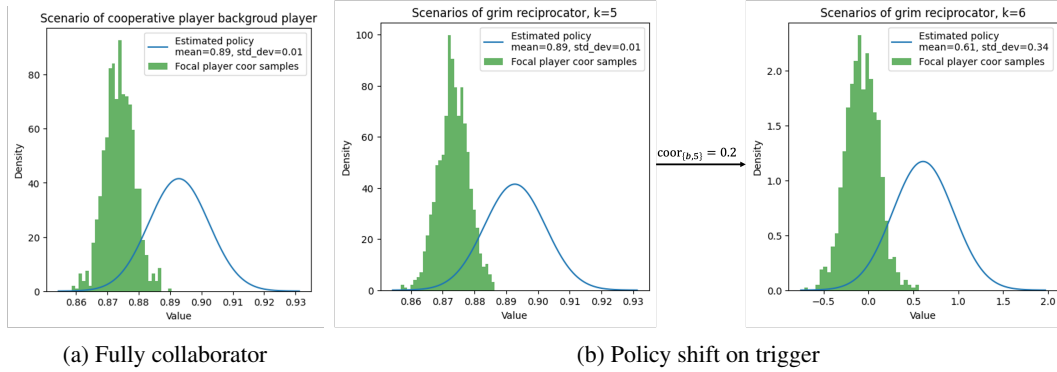 Scenario of cooperative player backgroud player
Estimated policy
mean=0.89, std_dev=0.01
Focal player coor samples
Density
80
60
40
20
0
0.86 0.87 0.88 0.89 0.90 0.91 0.92 0.93
Value
(a) Fully collaborator
Scenarios of grim reciprocator, k=5
Estimated policy
mean=0.89, std_dev=0.01
Focal player coor samples
Density
100
80
60
40
20
0
0.86 0.87 0.88 0.89 0.90 0.91 0.92 0.93
Value
coor{b,5} = 0.2
Scenarios of grim reciprocator, k=6
Estimated policy
mean=0.61, std_dev=0.34
Focal player coor samples
Density
2.0
1.5
1.0
0.5
0.0
−0.5 0.0 0.5 1.0 1.5 2.0
Value
(b) Policy shift on trigger